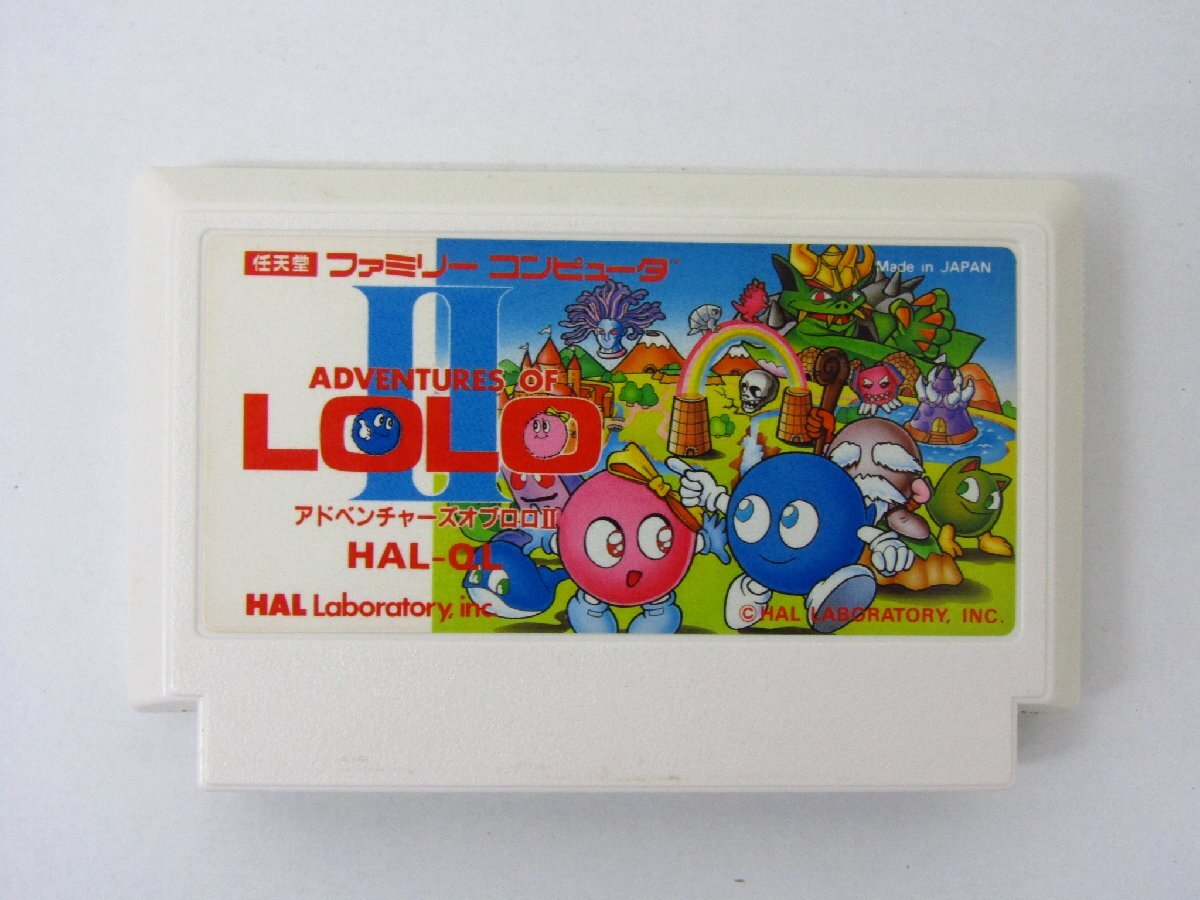 任天堂 ファミリー コンピュータ™
Made in JAPAN
II
ADVENTURES OF
LOLO
アドベンチャーズオブロロII
HAL-QL
HAL Laboratory, inc.
©HAL LABORATORY, INC.